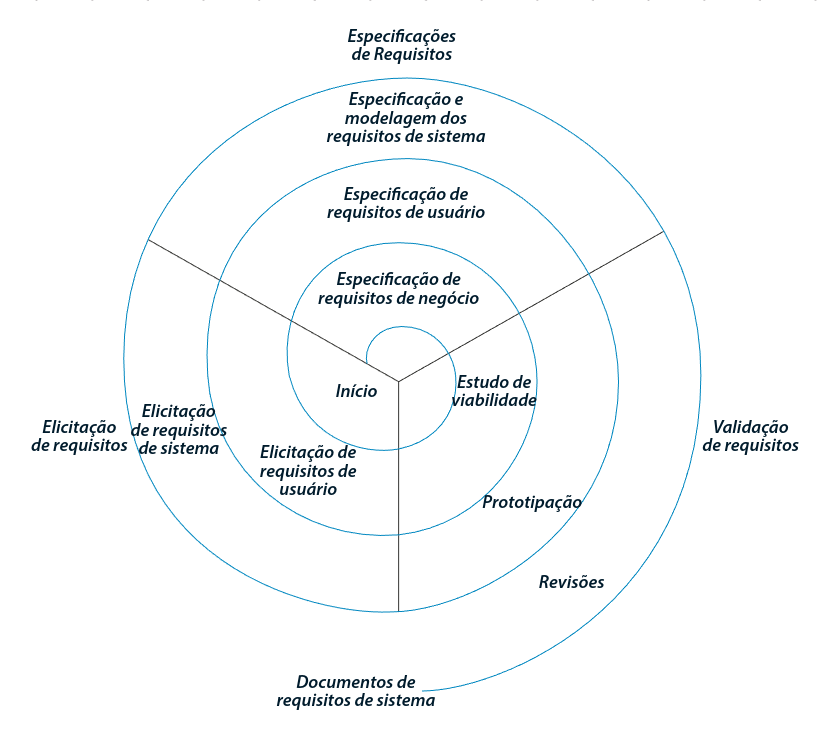 Especificações
de Requisitos
Especificação e
modelagem dos
requisitos de sistema
Especificação de
requisitos de usuário
Especificação de
requisitos de negócio
Início
Estudo de
viabilidade
Elicitação
de requisitos
Elicitação
de requisitos
de sistema
Elicitação de
requisitos de
usuário
Validação
de requisitos
Prototipação
Revisões
Documentos de
requisitos de sistema